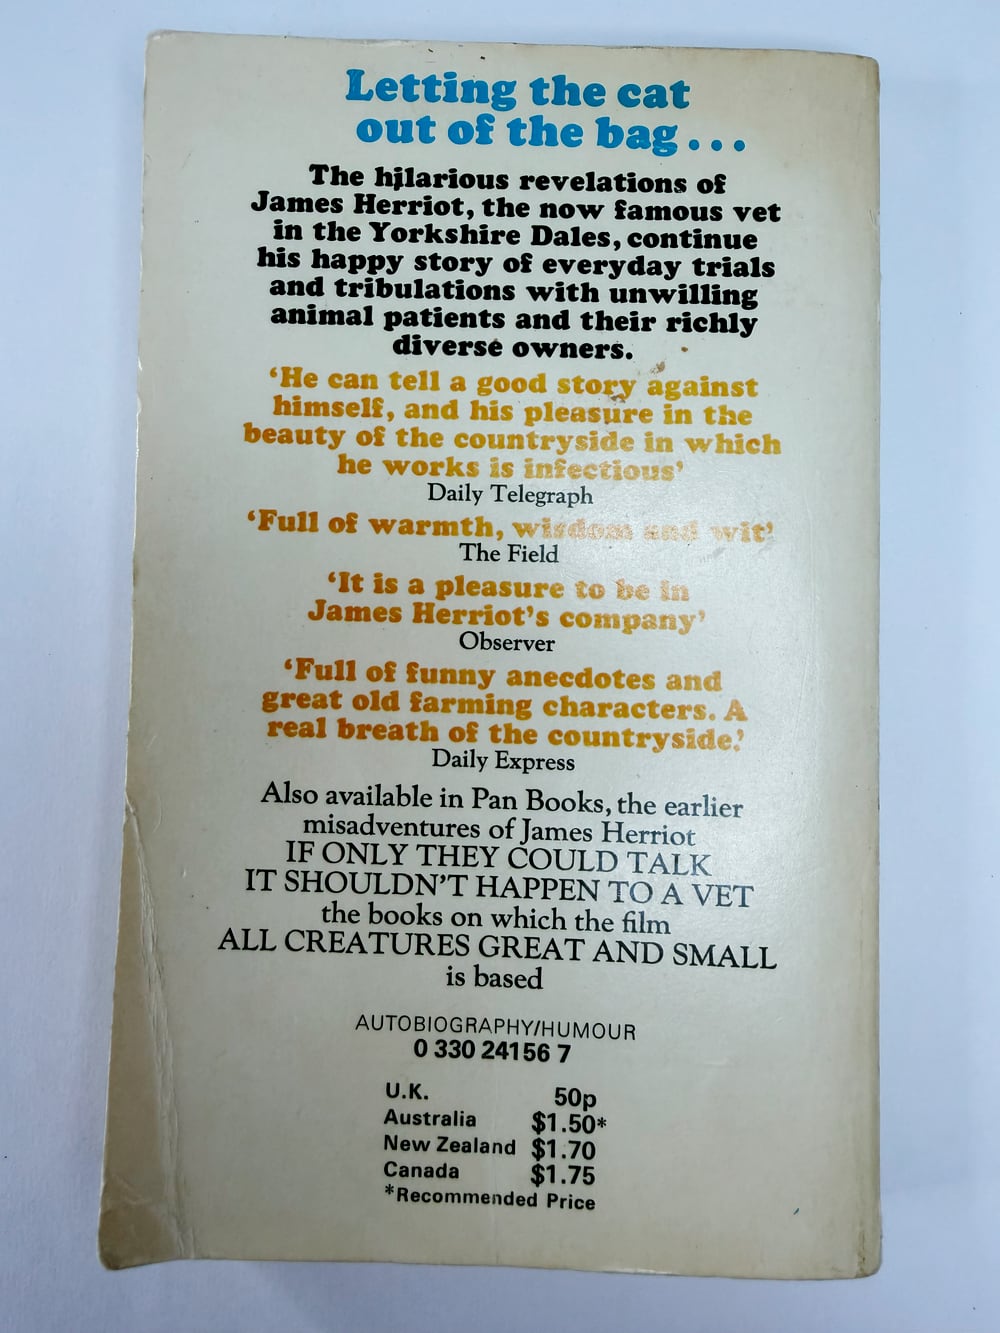 Letting the cat
out of the bag...
The hilarious revelations of
James Herriot, the now famous vet
in the Yorkshire Dales, continue
his happy story of everyday trials
and tribulations with unwilling
animal patients and their richly
diverse owners.
‘He can tell a good story against
himself, and his pleasure in the
beauty of the countryside in which
he works is infectious’
Daily Telegraph
‘Full of warmth, wisdom and wit’
The Field
‘It is a pleasure to be in
James Herriot’s company’
Observer
‘Full of funny anecdotes and
great old farming characters. A
real breath of the countryside.’
Daily Express
Also available in Pan Books, the earlier
misadventures of James Herriot
IF ONLY THEY COULD TALK
IT SHOULDN’T HAPPEN TO A VET
the books on which the film
ALL CREATURES GREAT AND SMALL
is based
AUTOBIOGRAPHY/HUMOUR
0 330 24156 7
U.K. 50p
Australia $1.50*
New Zealand $1.70
Canada $1.75
*Recommended Price